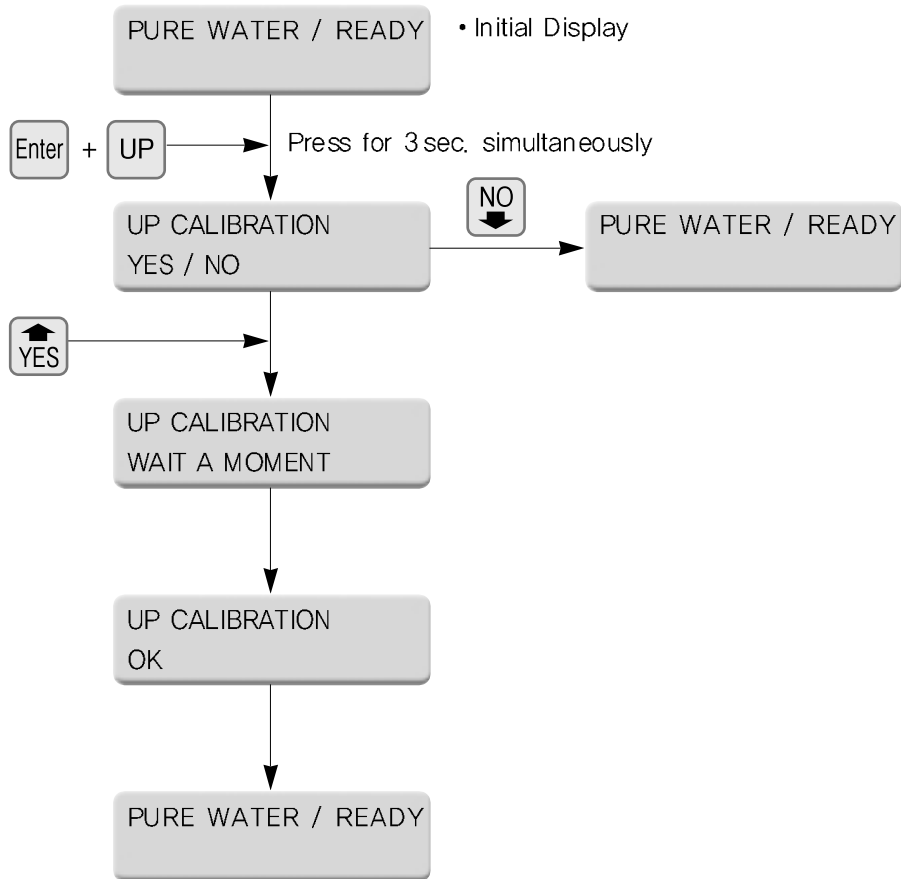 PURE WATER / READY
• Initial Display
Enter + UP
Press for 3 sec. simultaneously
UP CALIBRATION
YES / NO
NO
PURE WATER / READY
YES
UP CALIBRATION
WAIT A MOMENT
UP CALIBRATION
OK
PURE WATER / READY